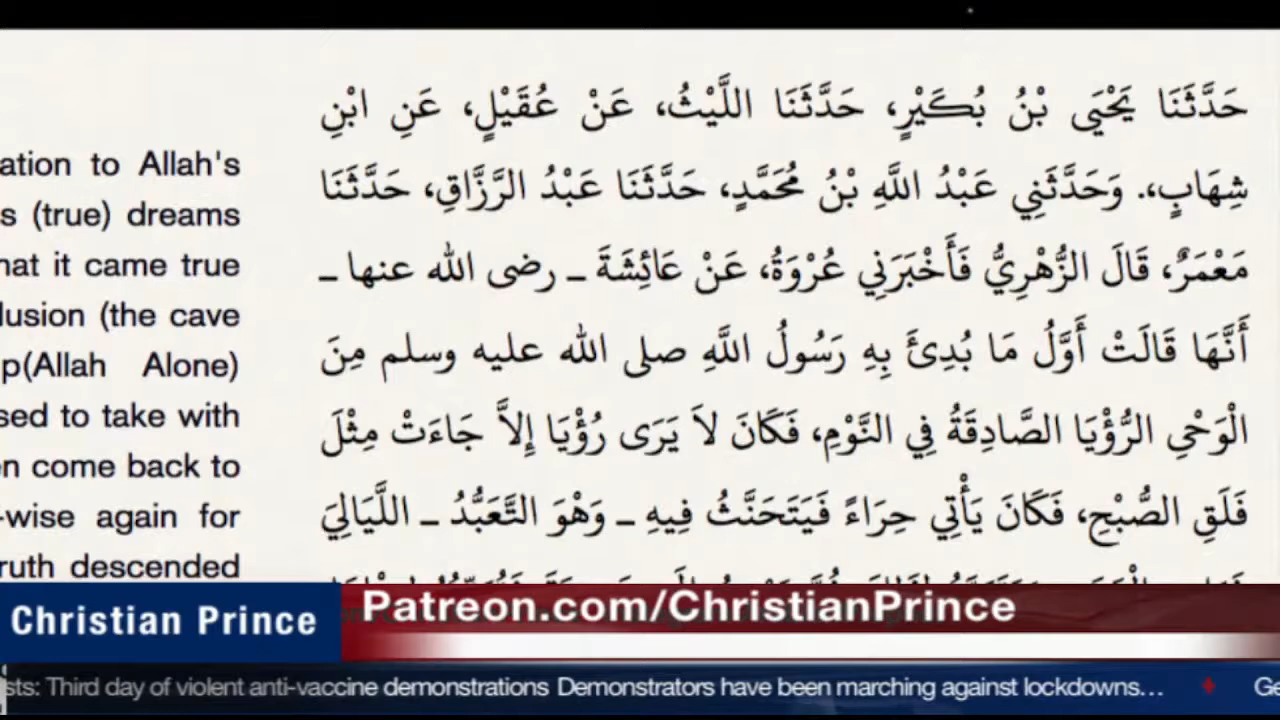 حَدَّثَنَا يَحْيَى بْنُ بُكَيْرٍ، حَدَّثَنَا اللَّيْثُ، عَنْ عُقَيْلٍ، عَنِ ابْنِ
شِهَابٍ،‏.‏ وَحَدَّثَنِي عَبْدُ اللَّهِ بْنُ مُحَمَّدٍ، حَدَّثَنَا عَبْدُ الرَّزَّاقِ، حَدَّثَنَا
مَعْمَرٌ، قَالَ الزُّهْرِيُّ فَأَخْبَرَنِي عُرْوَةُ، عَنْ عَائِشَةَ ـ رضى الله عنها ـ
أَنَّهَا قَالَتْ أَوَّلُ مَا بُدِئَ بِهِ رَسُولُ اللَّهِ صلى الله عليه وسلم مِنَ
الْوَحْىِ الرُّؤْيَا الصَّادِقَةُ فِي النَّوْمِ، فَكَانَ لاَ يَرَى رُؤْيَا إِلاَّ جَاءَتْ مِثْلَ
فَلَقِ الصُّبْحِ، فَكَانَ يَأْتِي حِرَاءً فَيَتَحَنَّثُ فِيهِ ـ وَهْوَ التَّعَبُّدُ ـ اللَّيَالِيَ
ation to Allah's
s (true) dreams
hat it came true
lusion (the cave
p(Allah Alone)
sed to take with
en come back to
-wise again for
ruth descended
Christian Prince
Patreon.com/ChristianPrince
sts: Third day of violent anti-vaccine demonstrations Demonstrators have been marching against lockdowns… Ge